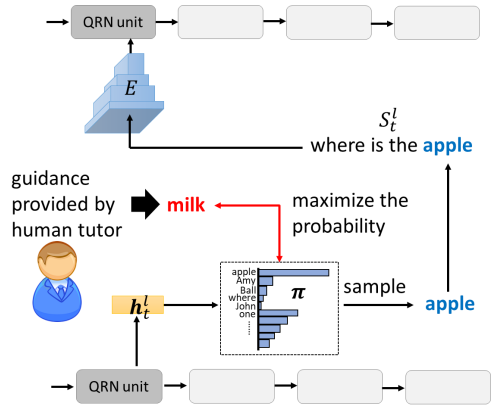 QRN unit
E
S_t^l
where is the apple
guidance
provided by
human tutor
milk
maximize the
probability
apple
Amy
Ball
where
John
one
......
π
sample
apple
h_t^l
QRN unit